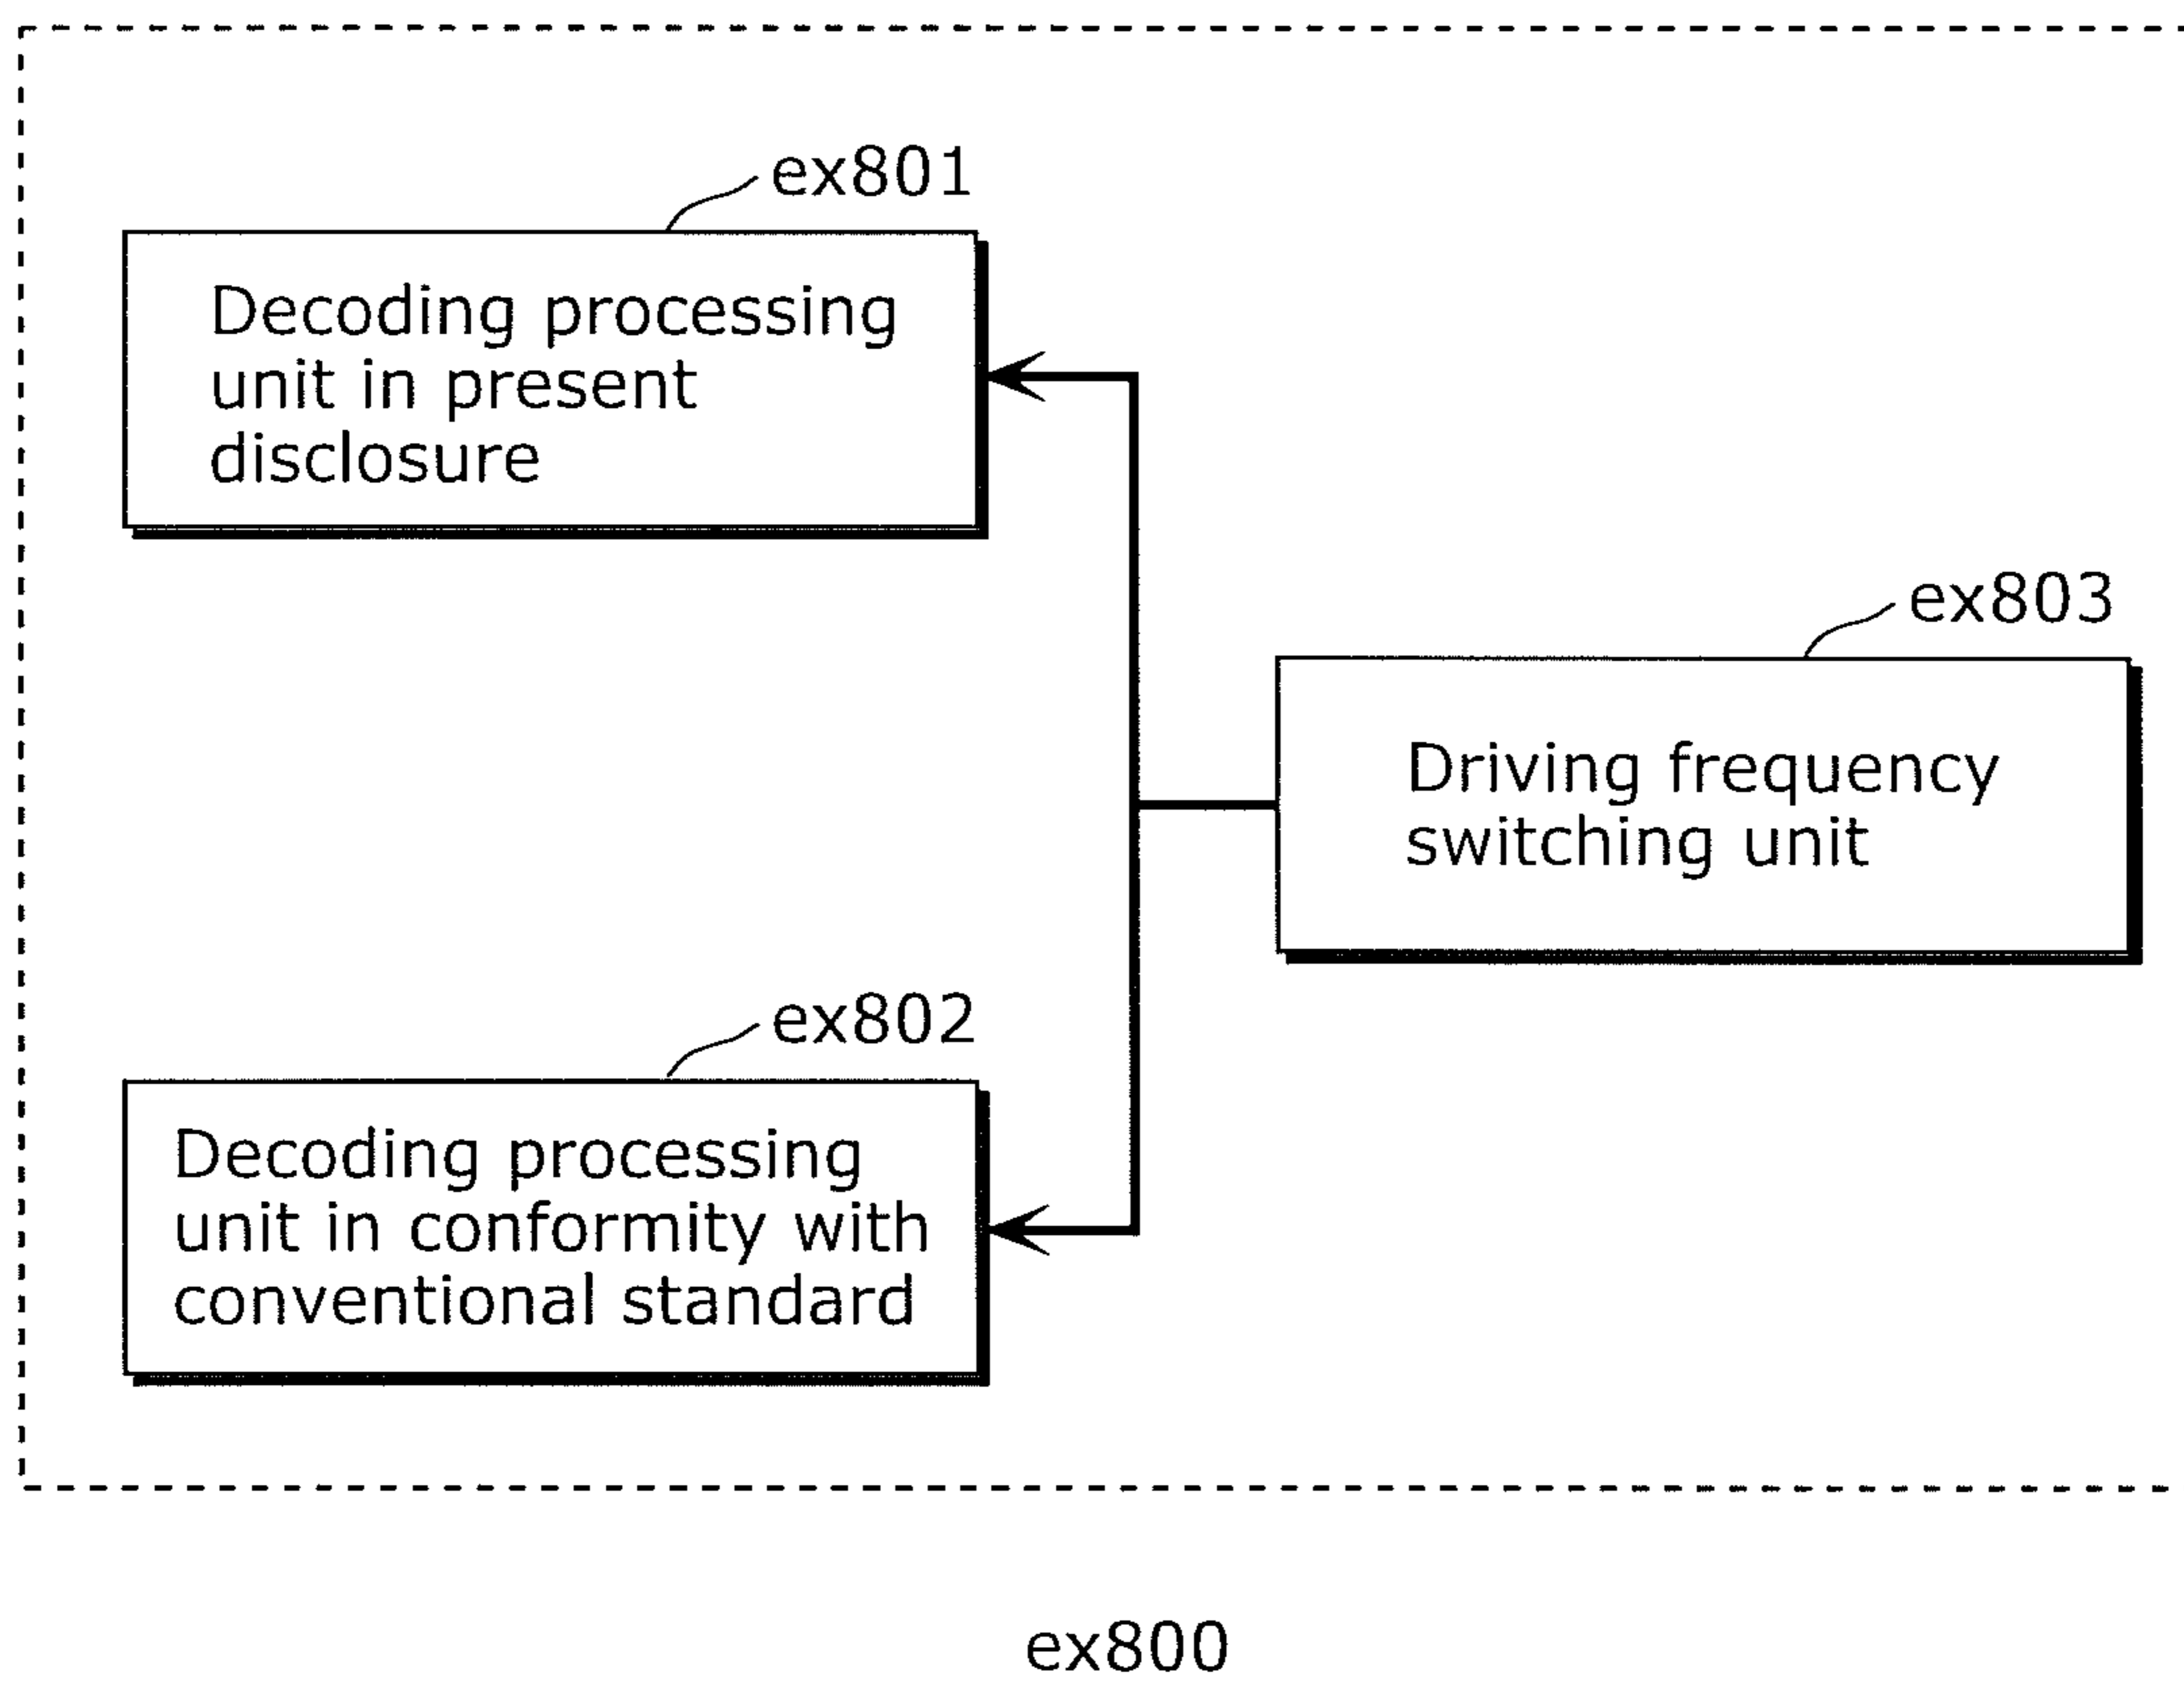 ex801
Decoding processing
unit in present
disclosure
ex803
Driving frequency
switching unit
ex802
Decoding processing
unit in conformity with
conventional standard
ex800